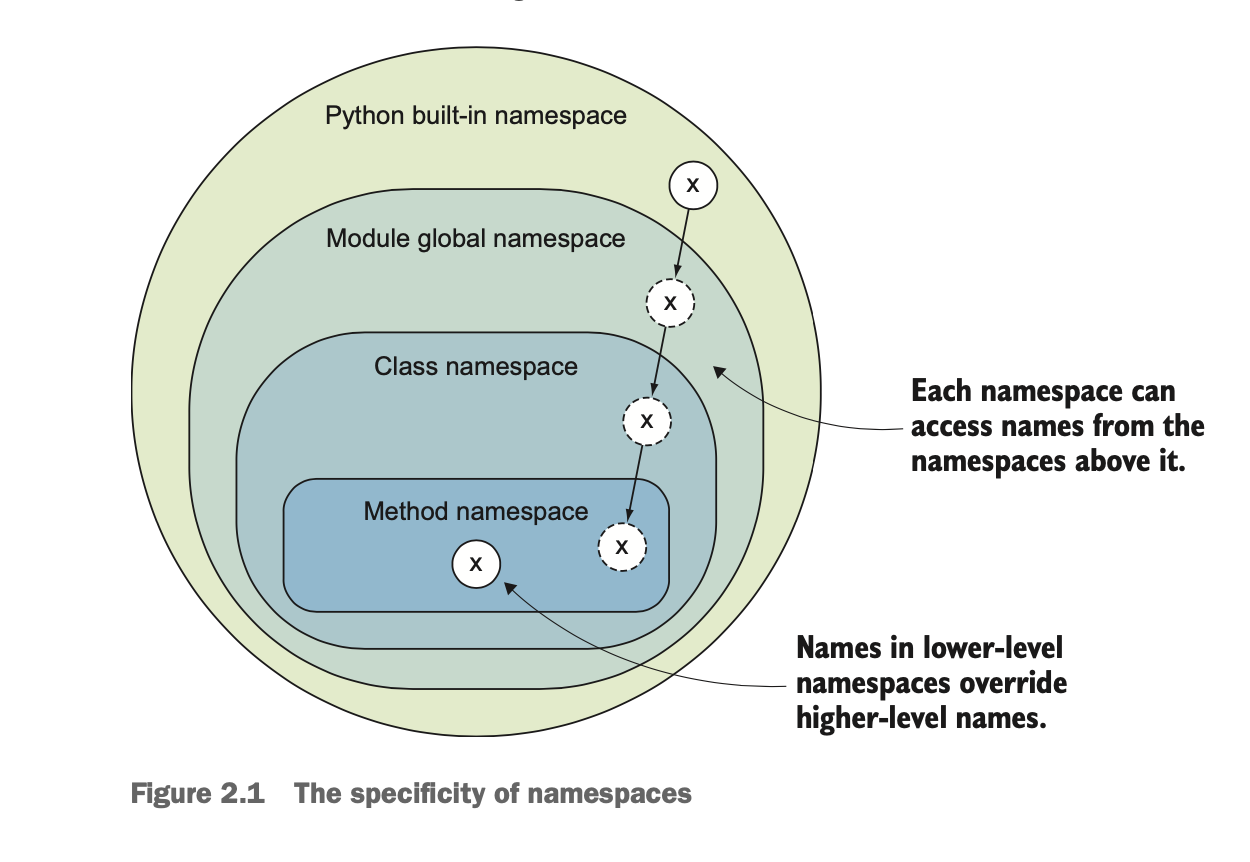 Python built-in namespace
X
Module global namespace
X
Class namespace
X
Each namespace can
access names from the
namespaces above it.
Method namespace
X
X
Names in lower-level
namespaces override
higher-level names.
Figure 2.1 The specificity of namespaces